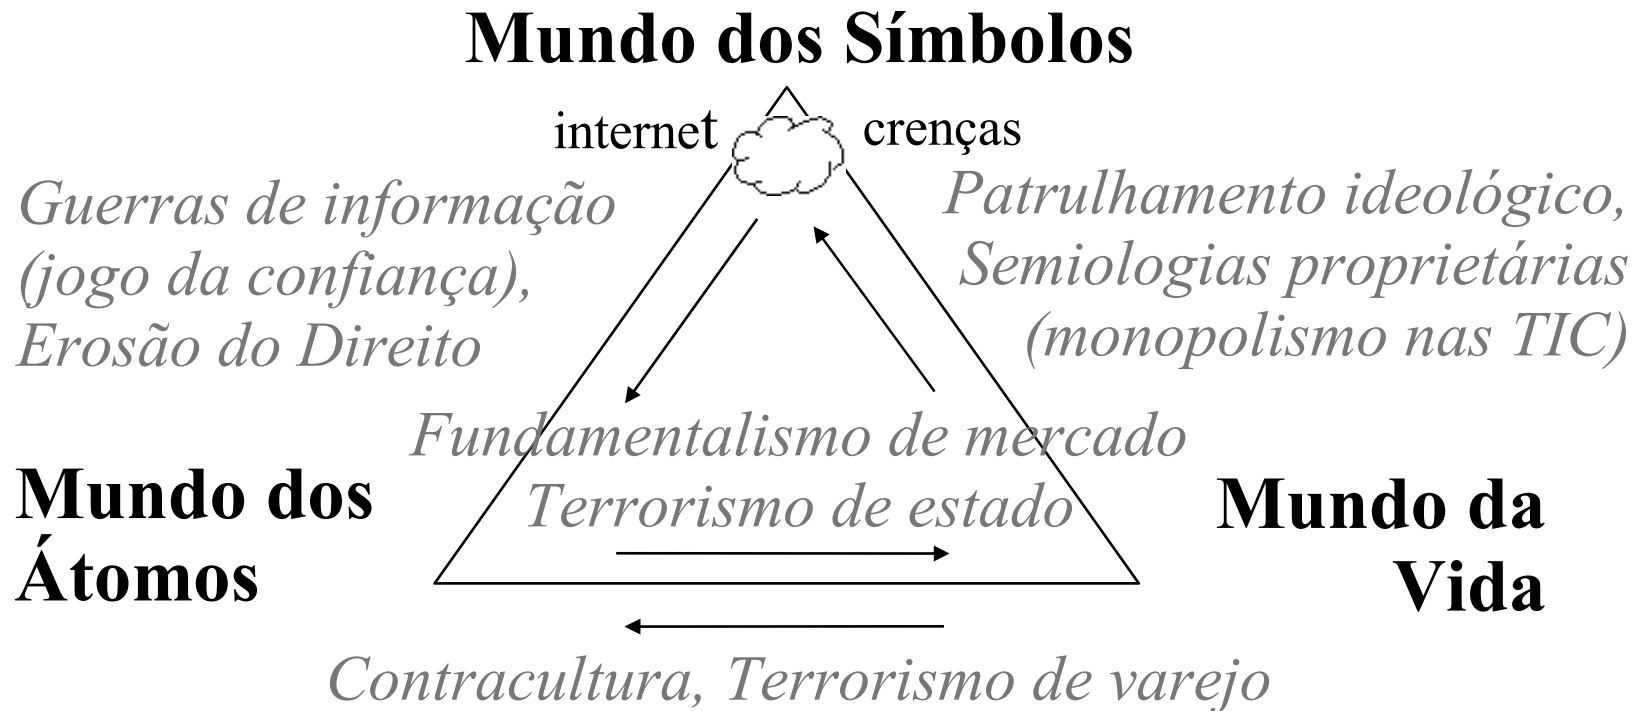 Mundo dos Símbolos
internet
crenças
Guerras de informação
(jogo da confiança),
Erosão do Direito
Patrulhamento ideológico,
Semiologias proprietárias
(monopolismo nas TIC)
Fundamentalismo de mercado
Terrorismo de estado
Mundo dos
Átomos
Mundo da
Vida
Contracultura, Terrorismo de varejo